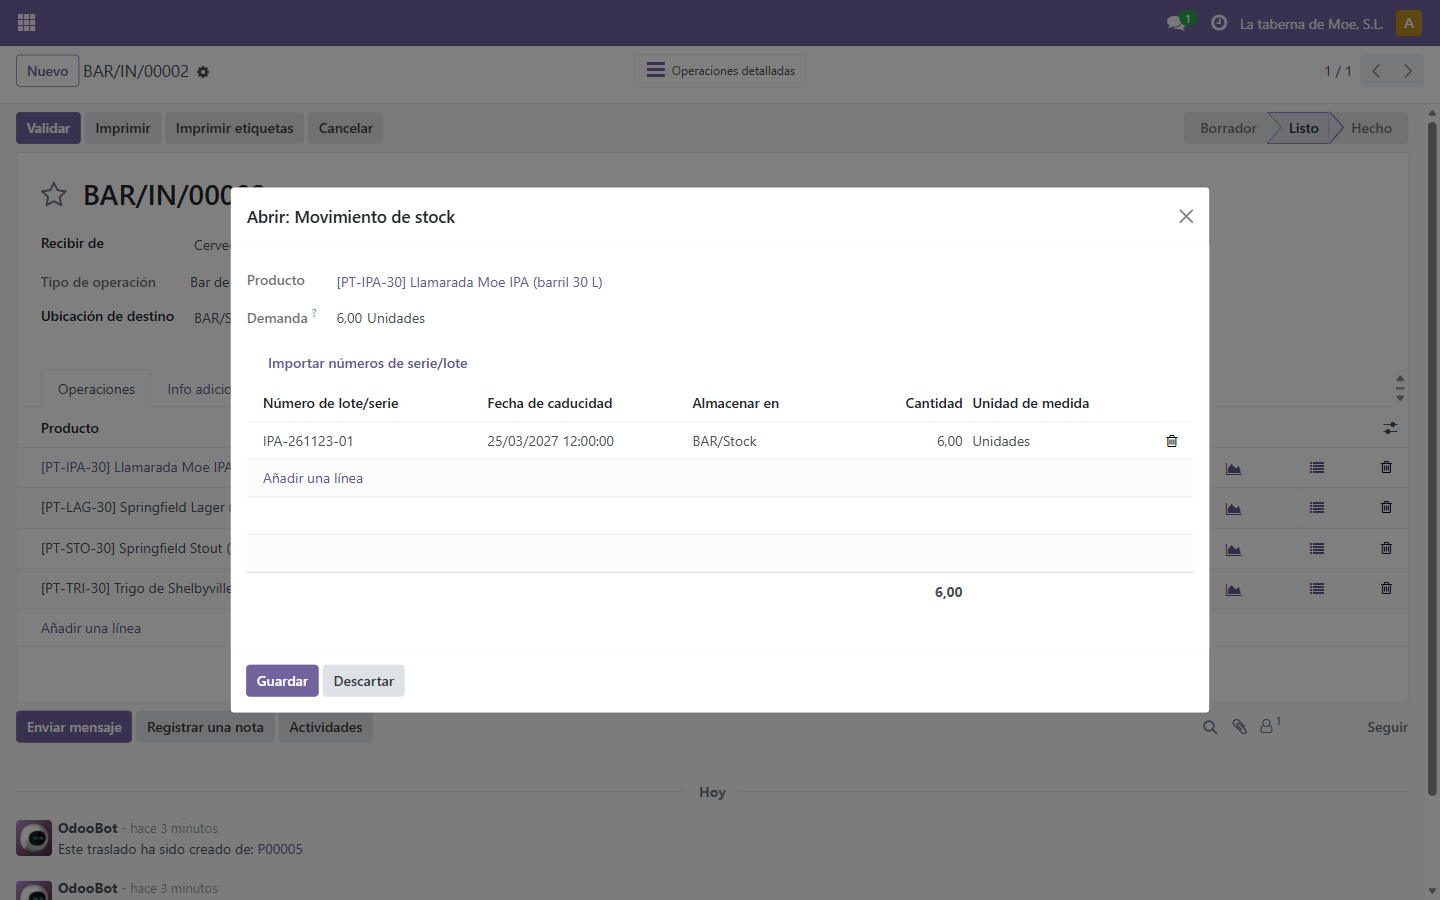 1
La taberna de Moe, S.L.
A
Nuevo
BAR/IN/00002
Operaciones detalladas
1 / 1
Validar
Imprimir
Imprimir etiquetas
Cancelar
Borrador
Listo
Hecho
BAR/IN/00002
Recibir de
Cerve
Tipo de operación
Bar de
Ubicación de destino
BAR/S
Operaciones
Info adicio
Producto
[PT-IPA-30] Llamarada Moe IPA
[PT-LAG-30] Springfield Lager (
[PT-STO-30] Springfield Stout (
[PT-TRI-30] Trigo de Shelbyville
Añadir una línea
Abrir: Movimiento de stock
Producto
[PT-IPA-30] Llamarada Moe IPA (barril 30 L)
Demanda ?
6,00 Unidades
Importar números de serie/lote
Número de lote/serie
Fecha de caducidad
Almacenar en
Cantidad
Unidad de medida
IPA-261123-01
25/03/2027 12:00:00
BAR/Stock
6,00
Unidades
Añadir una línea
6,00
Guardar
Descartar
Enviar mensaje
Registrar una nota
Actividades
1
Seguir
Hoy
OdooBot - hace 3 minutos
Este traslado ha sido creado de: P00005
OdooBot - hace 3 minutos